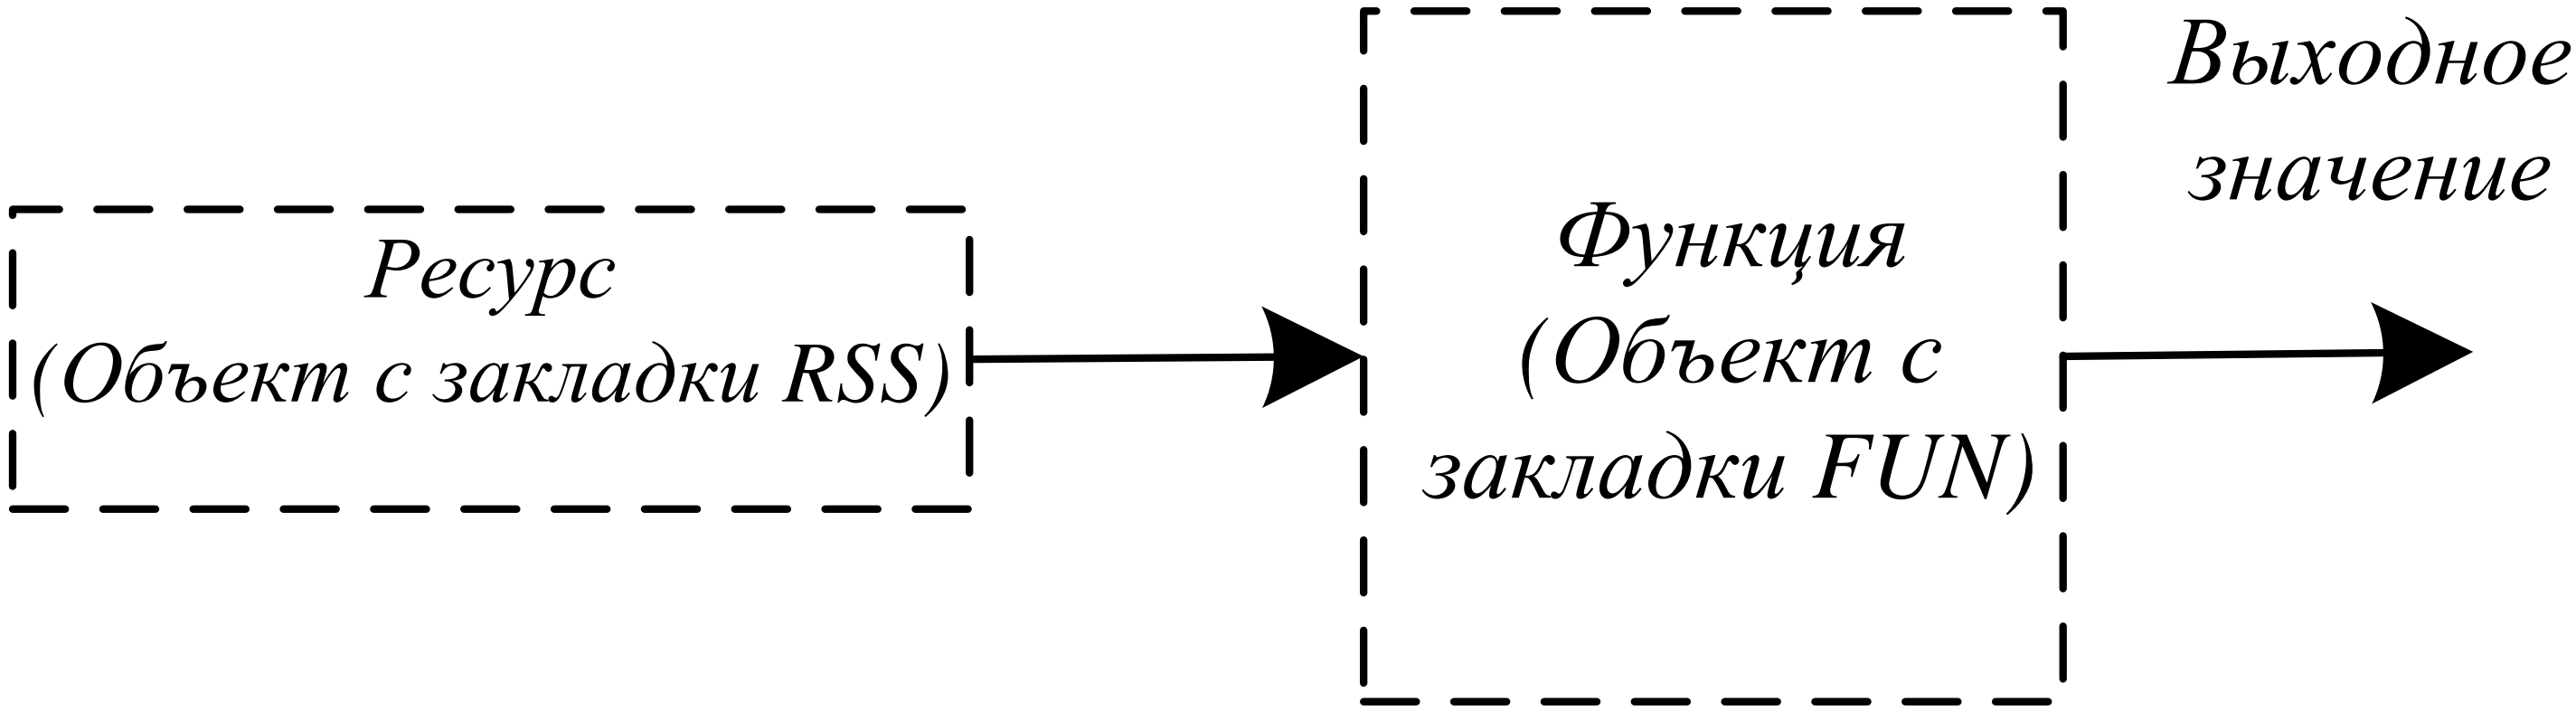 Ресурс
(Объект с закладки RSS)
Функция
(Объект с
закладки FUN)
Выходное
значение